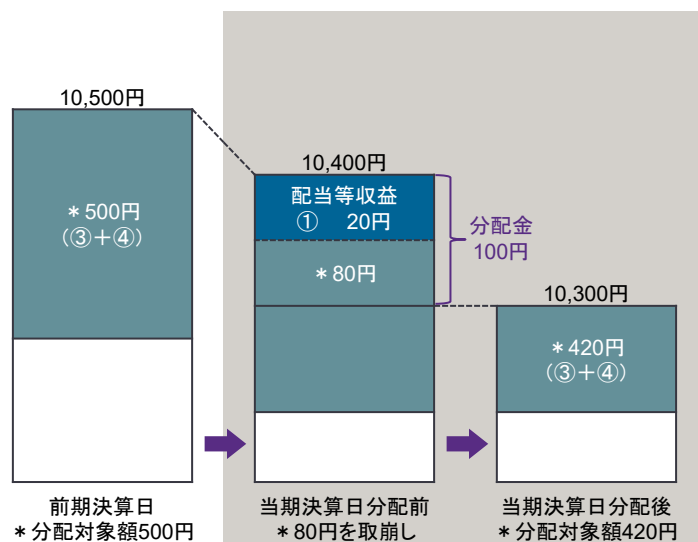 10,500円
＊500円
（③＋④）
前期決算日
＊分配対象額500円
10,400円
配当等収益
① 20円
＊80円
分配金
100円
当期決算日分配前
＊80円を取崩し
10,300円
＊420円
（③＋④）
当期決算日分配後
＊分配対象額420円